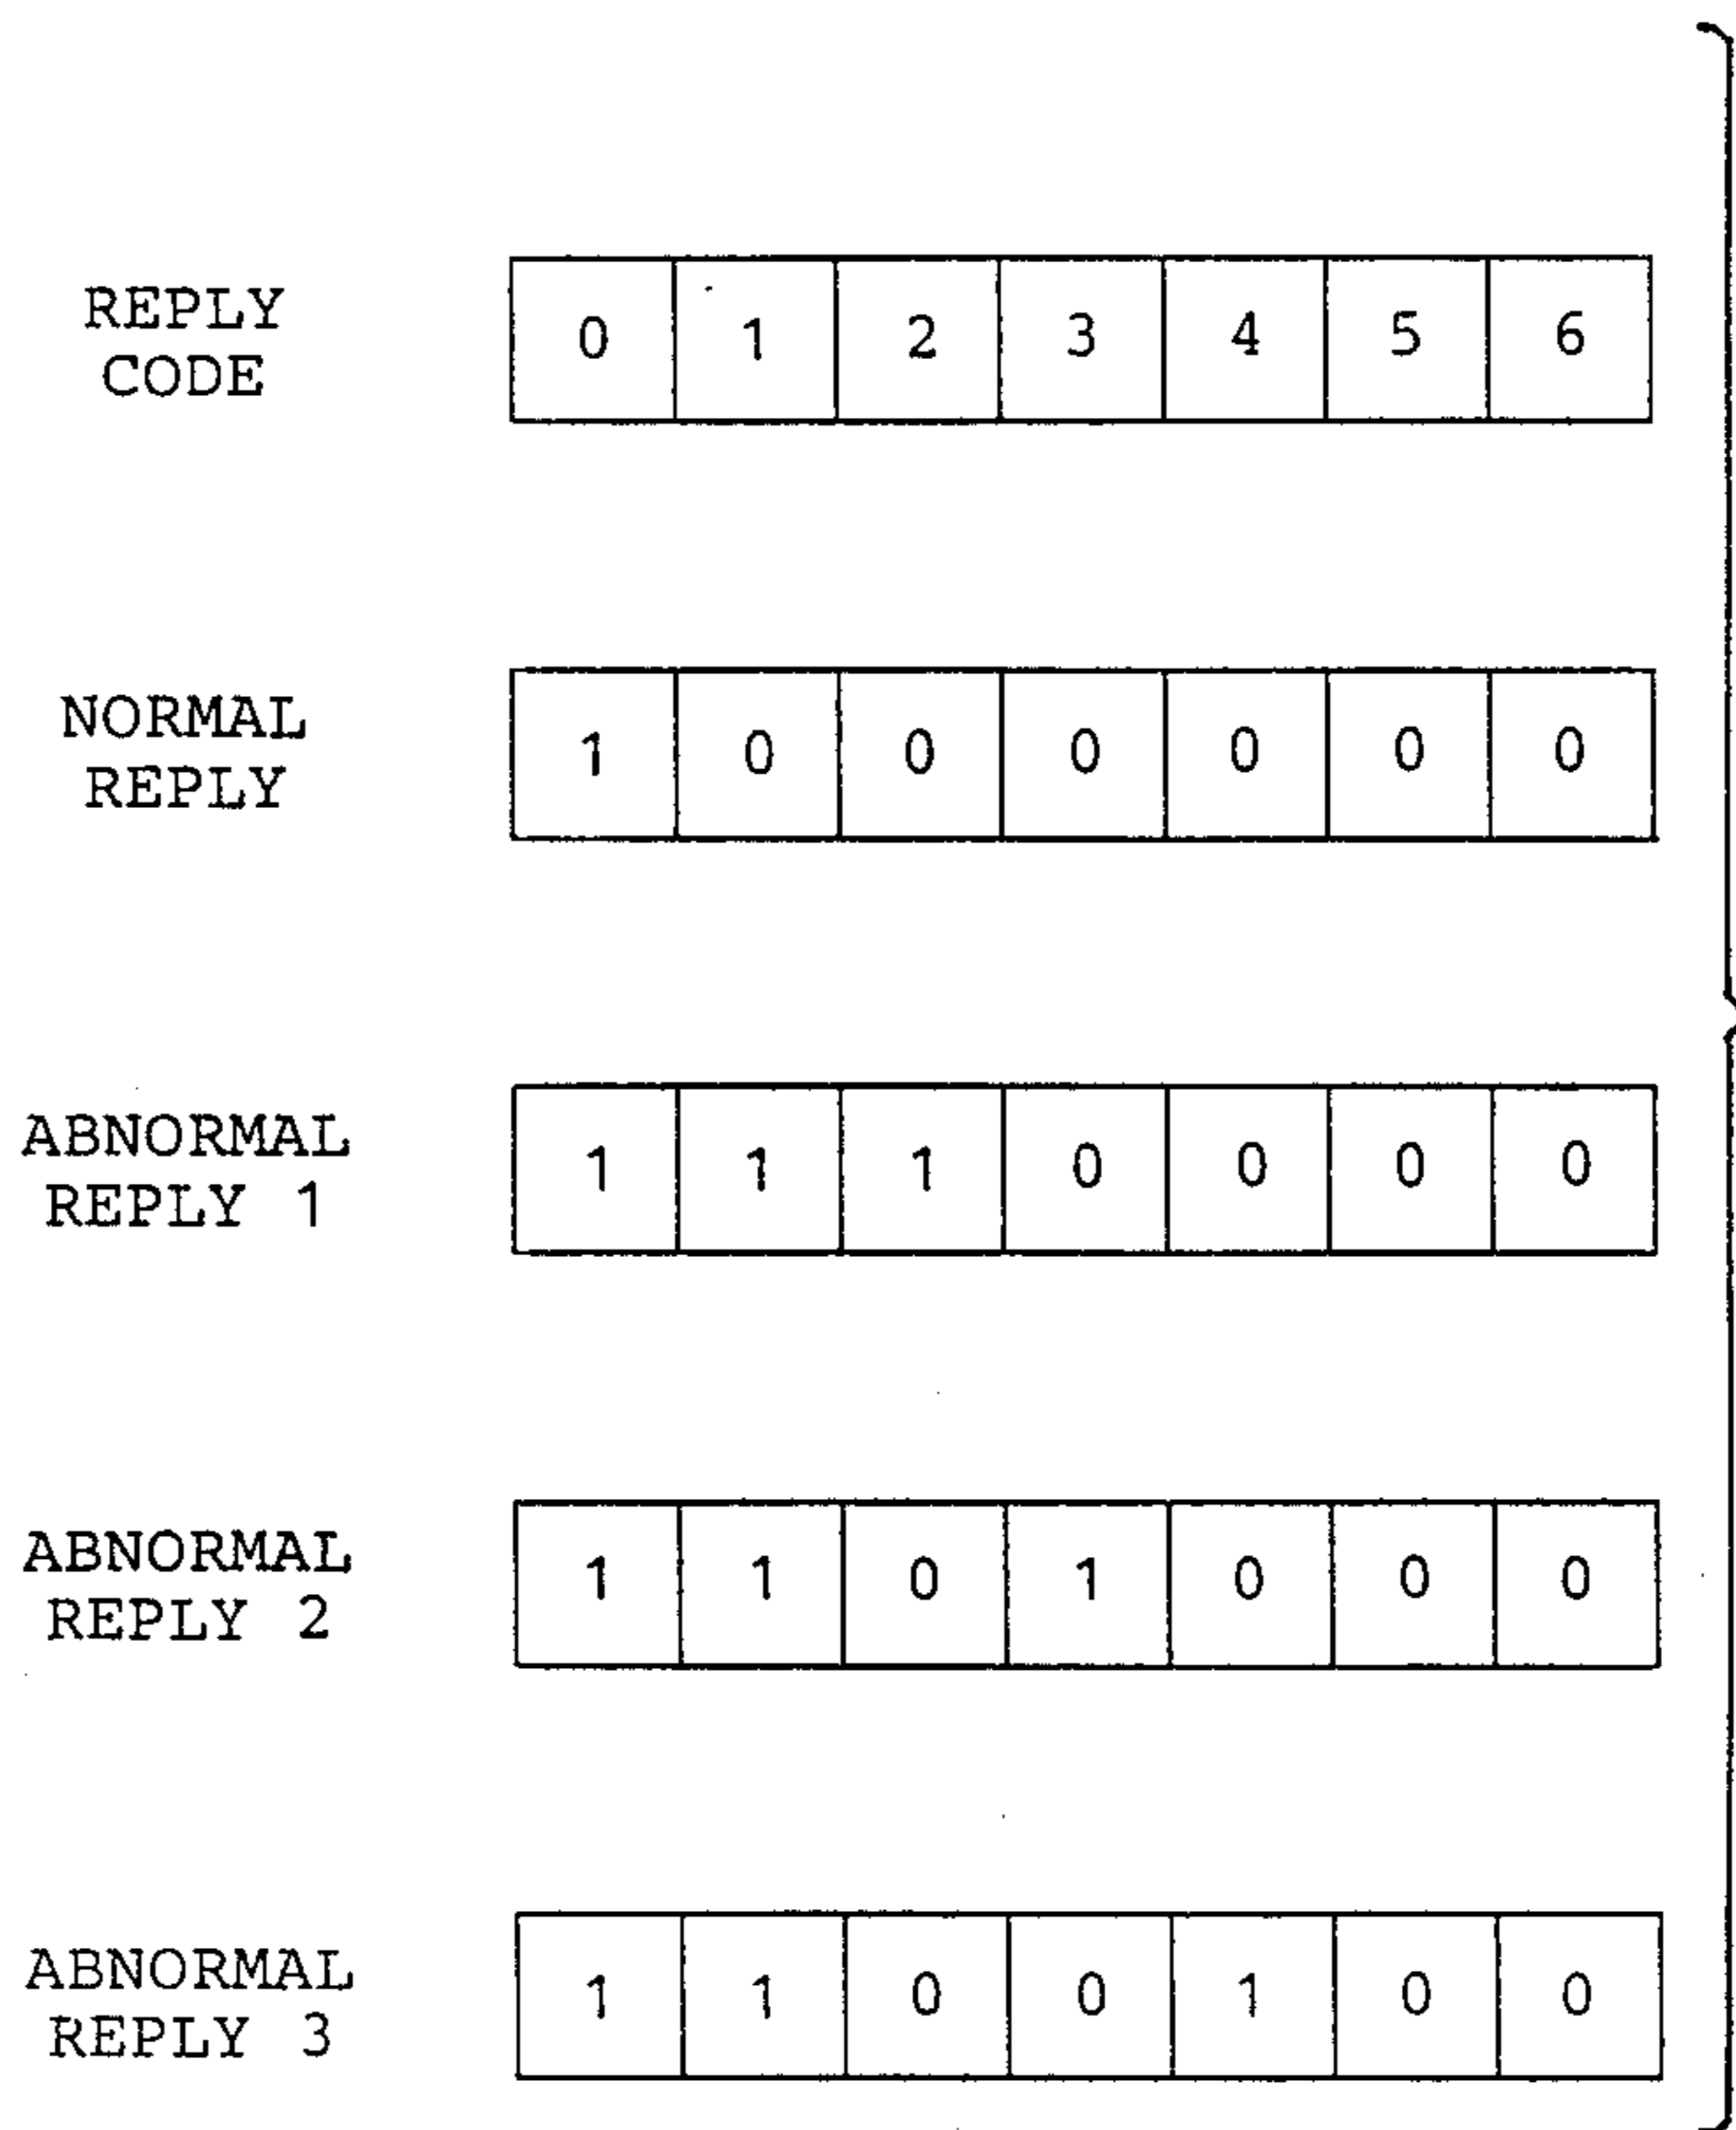 REPLY
CODE
0 1 2 3 4 5 6
NORMAL
REPLY
1 0 0 0 0 0 0
ABNORMAL
REPLY 1
1 1 1 0 0 0 0
ABNORMAL
REPLY 2
1 1 0 1 0 0 0
ABNORMAL
REPLY 3
1 1 0 0 1 0 0